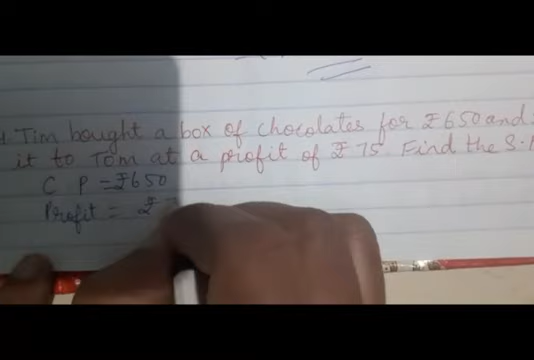 Tim bought a box of chocolates for ₹650 and
it to Tom at a profit of ₹75. Find the S.
C P = ₹650
Profit = ₹